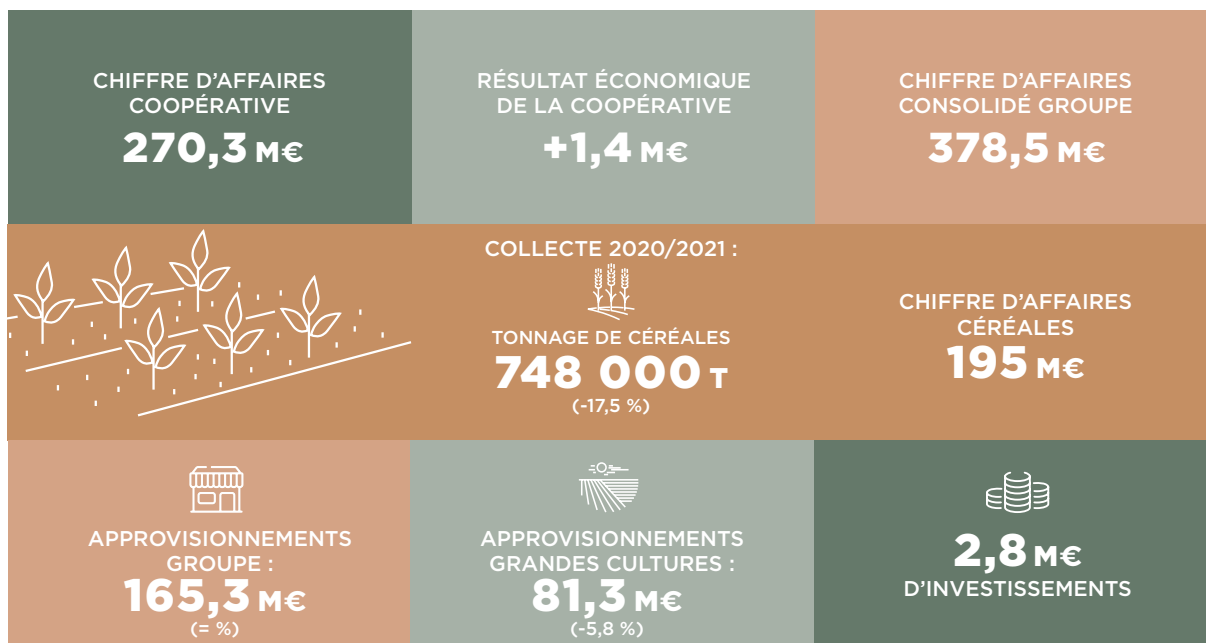 CHIFFRE D'AFFAIRES
COOPÉRATIVE
270,3 M€
RÉSULTAT ÉCONOMIQUE
DE LA COOPÉRATIVE
+1,4 M€
CHIFFRE D'AFFAIRES
CONSOLIDÉ GROUPE
378,5 M€
COLLECTE 2020/2021 :
TONNAGE DE CÉRÉALES
748 000 T
(-17,5 %)
CHIFFRE D'AFFAIRES
CÉRÉALES
195 M€
APPROVISIONNEMENTS
GROUPE :
165,3 M€
(= %)
APPROVISIONNEMENTS
GRANDES CULTURES :
81,3 M€
(-5,8 %)
2,8 M€
D'INVESTISSEMENTS